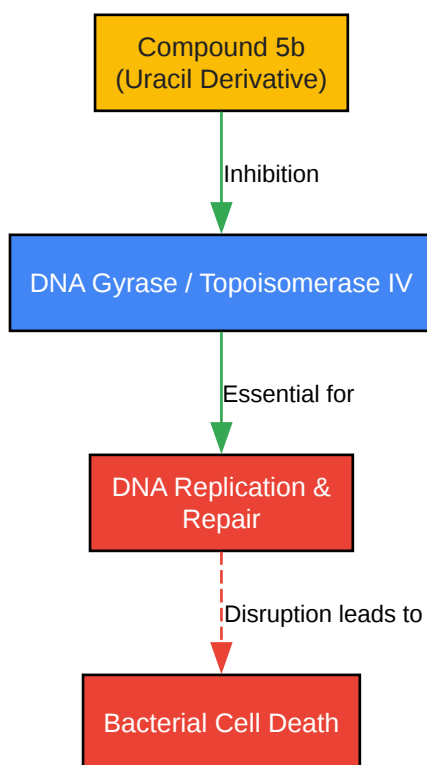 Compound 5b
(Uracil Derivative)
Inhibition
DNA Gyrase / Topoisomerase IV
Essential for
DNA Replication &
Repair
Disruption leads to
Bacterial Cell Death